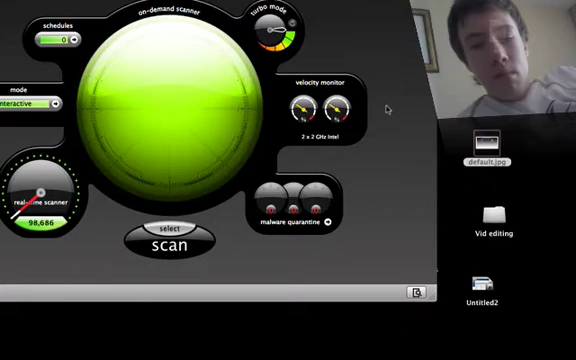 on-demand scanner
turbo mode
schedules
0
mode
interactive
velocity monitor
%
%
2 x 2 GHz Intel
real-time scanner
98,686
select
scan
malware quarantine
default.jpg
Vid editing
Untitled2